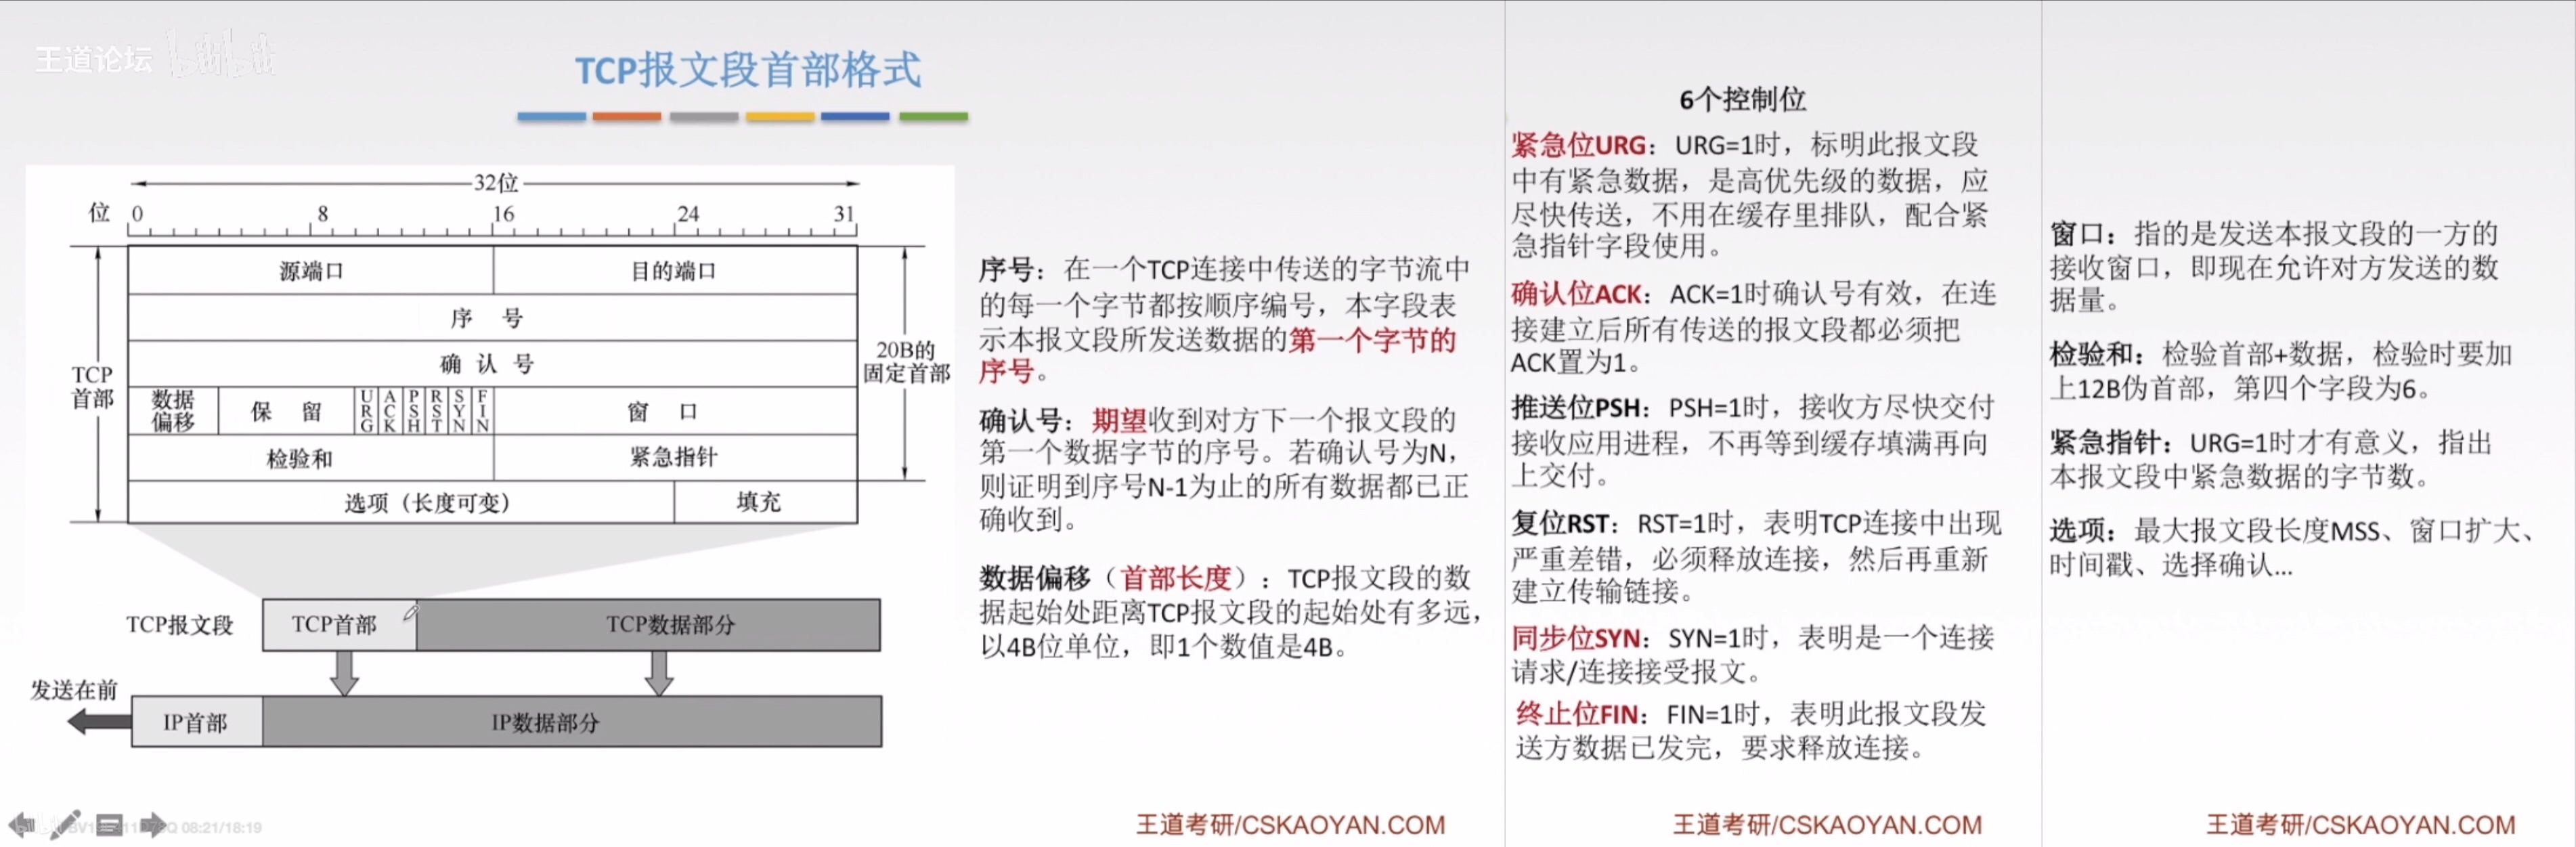 王道论坛 bilibili
TCP报文段首部格式
32位
位 0 8 16 24 31
源端口 目的端口
序 号
确 认 号
TCP
首部
20B的
固定首部
数据
偏移
保 留
URG
ACK
PSH
RST
SYN
FIN
窗 口
检验和 紧急指针
选项（长度可变） 填充
TCP报文段 TCP首部 TCP数据部分
发送在前
IP首部 IP数据部分
08:21/18:19
序号：在一个TCP连接中传送的字节流中
的每一个字节都按顺序编号，本字段表
示本报文段所发送数据的第一个字节的
序号。
确认号：期望收到对方下一个报文段的
第一个数据字节的序号。若确认号为N，
则证明到序号N-1为止的所有数据都已正
确收到。
数据偏移（首部长度）：TCP报文段的数
据起始处距离TCP报文段的起始处有多远，
以4B位单位，即1个数值是4B。
王道考研/CSKAOYAN.COM
6个控制位
紧急位URG：URG=1时，标明此报文段
中有紧急数据，是高优先级的数据，应
尽快传送，不用在缓存里排队，配合紧
急指针字段使用。
确认位ACK：ACK=1时确认号有效，在连
接建立后所有传送的报文段都必须把
ACK置为1。
推送位PSH：PSH=1时，接收方尽快交付
接收应用进程，不再等到缓存填满再向
上交付。
复位RST：RST=1时，表明TCP连接中出现
严重差错，必须释放连接，然后再重新
建立传输链接。
同步位SYN：SYN=1时，表明是一个连接
请求/连接接受报文。
终止位FIN：FIN=1时，表明此报文段发
送方数据已发完，要求释放连接。
王道考研/CSKAOYAN.COM
窗口：指的是发送本报文段的一方的
接收窗口，即现在允许对方发送的数
据量。
检验和：检验首部+数据，检验时要加
上12B伪首部，第四个字段为6。
紧急指针：URG=1时才有意义，指出
本报文段中紧急数据的字节数。
选项：最大报文段长度MSS、窗口扩大、
时间戳、选择确认...
王道考研/CSKAOYAN.COM